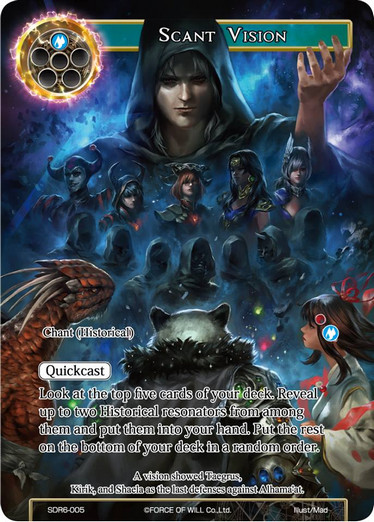 Scant Vision
Chant (Historical)
Quickcast
Look at the top five cards of your deck. Reveal
up to two Historical resonators from among
them and put them into your hand. Put the rest
on the bottom of your deck in a random order.
A vision showed Taegrus,
Kirik, and Shaela as the last defenses against Alhama'at.
SDR6-005 ©FORCE OF WILL Co.,Ltd. Illust/Mad